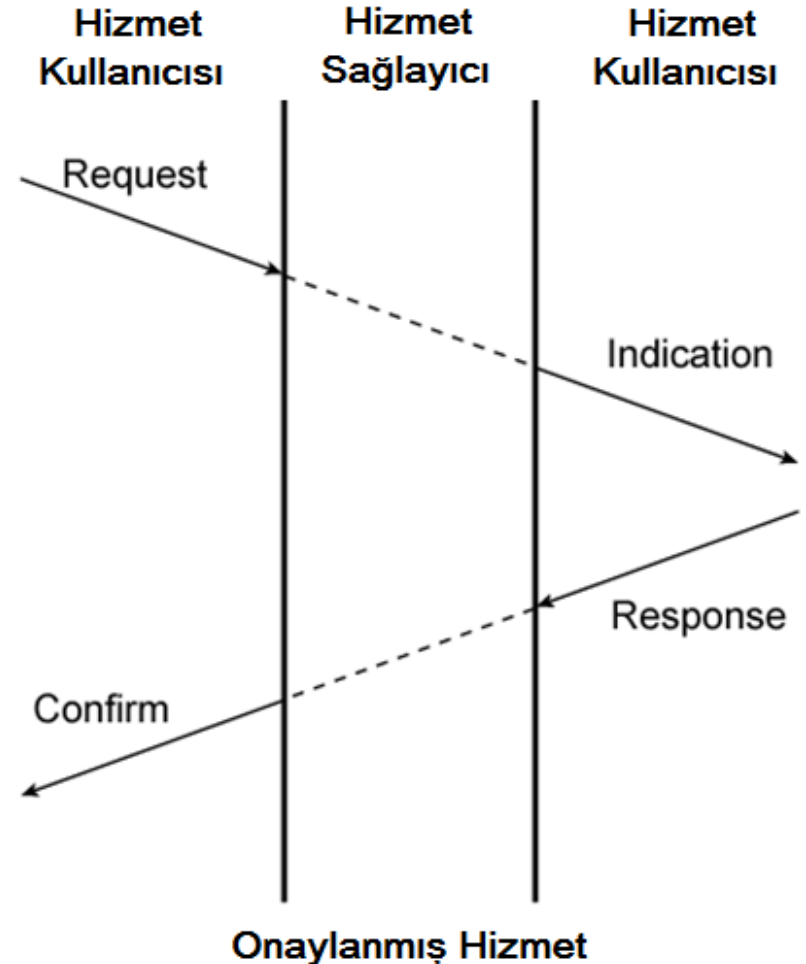 Hizmet
Kullanıcısı
Hizmet
Sağlayıcı
Hizmet
Kullanıcısı
Request
Indication
Response
Confirm
Onaylanmış Hizmet